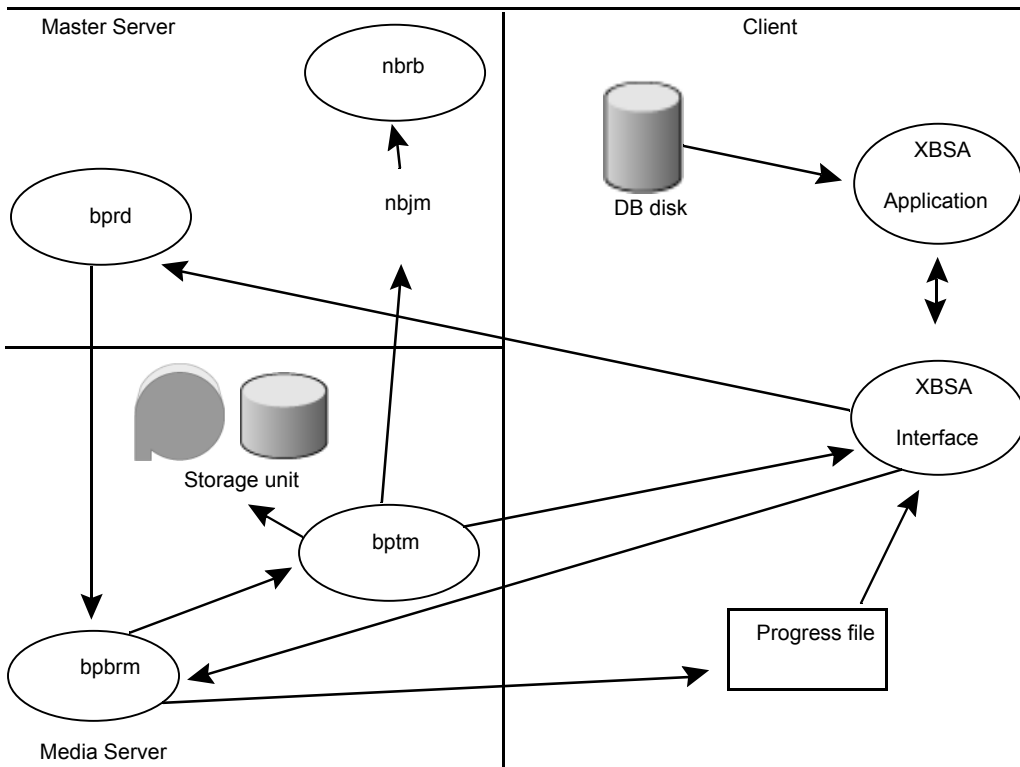 Master Server
Client
nbrb
XBSA
Application
nbjm
DB disk
bprd
XBSA
Interface
Storage unit
bptm
Progress file
bpbrm
Media Server